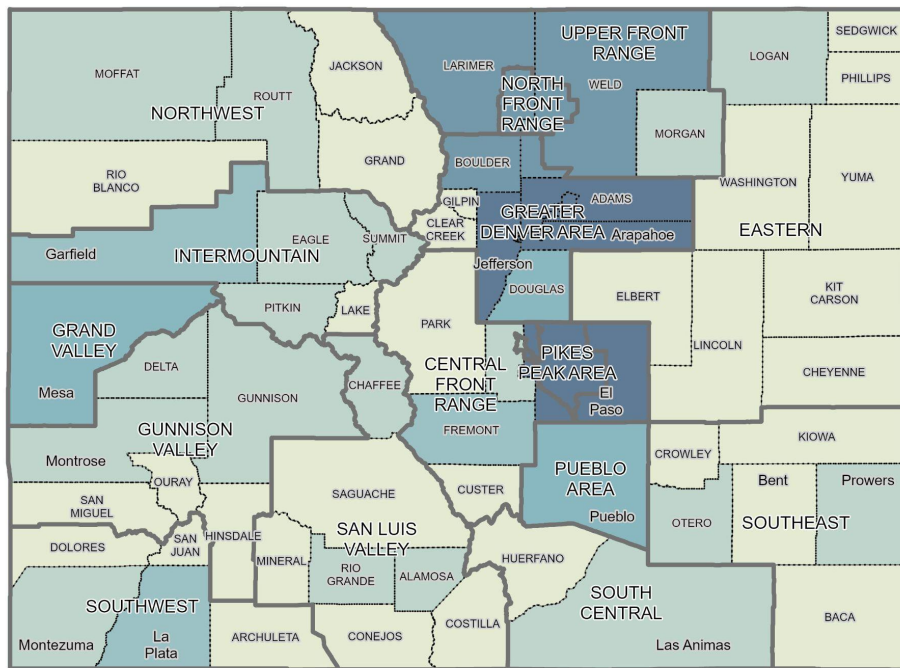 SEDGWICK
UPPER FRONT
RANGE
LOGAN
JACKSON
LARIMER
MOFFAT
PHILLIPS
NORTH
FRONT
RANGE
WELD
ROUTT
NORTHWEST
MORGAN
GRAND
BOULDER
RIO
BLANCO
WASHINGTON
YUMA
GILPIN
ADAMS
GREATER
DENVER AREA
CLEAR
CREEK
EASTERN
Arapahoe
EAGLE
SUMMIT
Garfield
INTERMOUNTAIN
Jefferson
DOUGLAS
ELBERT
KIT
CARSON
PITKIN
LAKE
PARK
GRAND
VALLEY
LINCOLN
PIKES
PEAK AREA
DELTA
CHEYENNE
CENTRAL
FRONT
RANGE
CHAFFEE
Mesa
GUNNISON
El
Paso
GUNNISON
VALLEY
FREMONT
KIOWA
CROWLEY
Montrose
PUEBLO
AREA
Bent
Prowers
OURAY
SAGUACHE
CUSTER
SAN
MIGUEL
Pueblo
OTERO
SOUTHEAST
SAN LUIS
VALLEY
HINSDALE
SAN
JUAN
DOLORES
MINERAL
HUERFANO
RIO
GRANDE
ALAMOSA
SOUTH
CENTRAL
SOUTHWEST
COSTILLA
BACA
Montezuma
La
Plata
ARCHULETA
CONEJOS
Las Animas